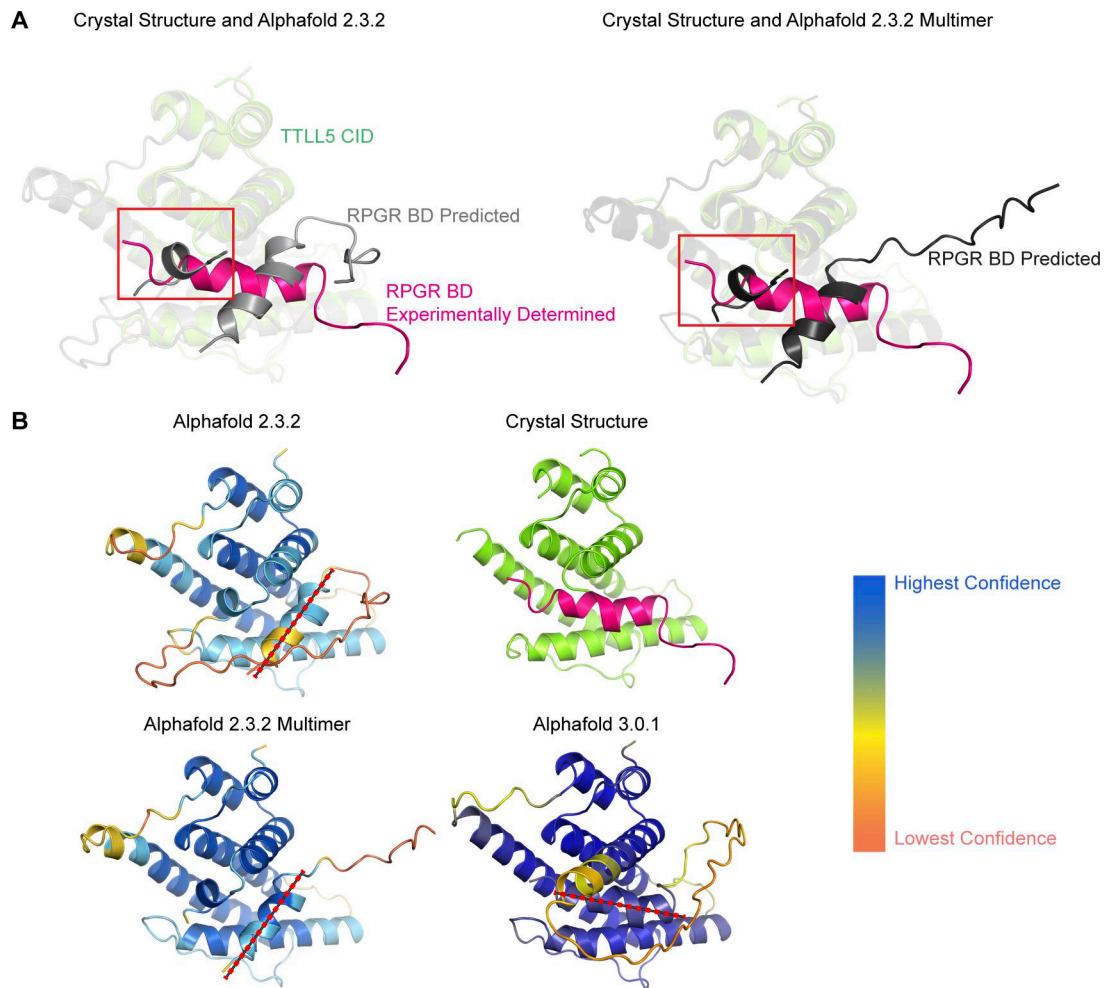 A
Crystal Structure and Alphafold 2.3.2
Crystal Structure and Alphafold 2.3.2 Multimer
TTLL5 CID
RPGR BD Predicted
RPGR BD
Experimentally Determined
RPGR BD Predicted
B
Alphafold 2.3.2
Crystal Structure
Highest Confidence
Alphafold 2.3.2 Multimer
Alphafold 3.0.1
Lowest Confidence